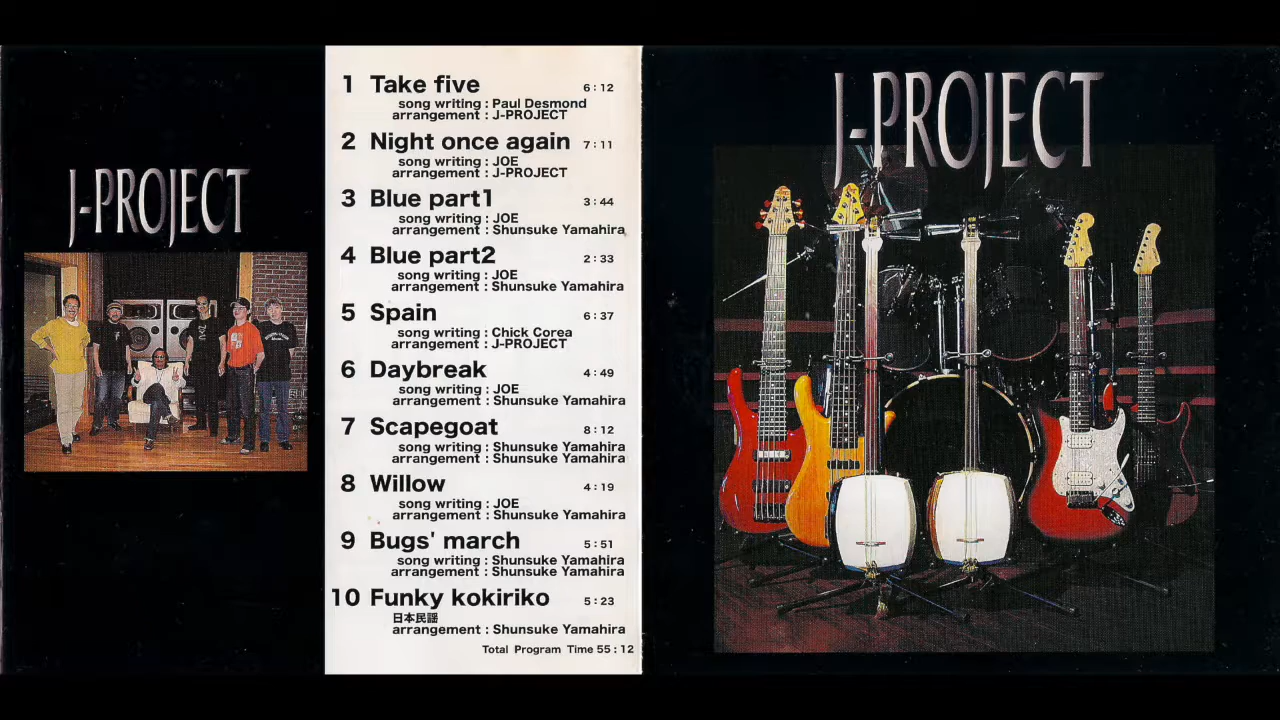 J-PROJECT
1 Take five 6:12
song writing : Paul Desmond
arrangement : J-PROJECT
2 Night once again 7:11
song writing : JOE
arrangement : J-PROJECT
3 Blue part1 3:44
song writing : JOE
arrangement : Shunsuke Yamahira
4 Blue part2 2:33
song writing : JOE
arrangement : Shunsuke Yamahira
5 Spain 6:37
song writing : Chick Corea
arrangement : J-PROJECT
6 Daybreak 4:49
song writing : JOE
arrangement : Shunsuke Yamahira
7 Scapegoat 8:12
song writing : Shunsuke Yamahira
arrangement : Shunsuke Yamahira
8 Willow 4:19
song writing : JOE
arrangement : Shunsuke Yamahira
9 Bugs' march 5:51
song writing : Shunsuke Yamahira
arrangement : Shunsuke Yamahira
10 Funky kokiriko 5:23
日本民謡
arrangement : Shunsuke Yamahira
Total Program Time 55:12
J-PROJECT